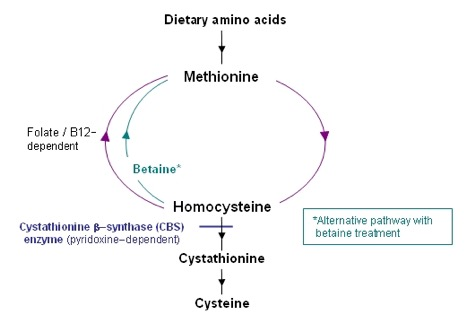 Dietary amino acids
Methionine
Folate / B12–
dependent
Betaine*
Homocysteine
Cystathionine β–synthase (CBS)
enzyme (pyridoxine–dependent)
*Alternative pathway with
betaine treatment
Cystathionine
Cysteine